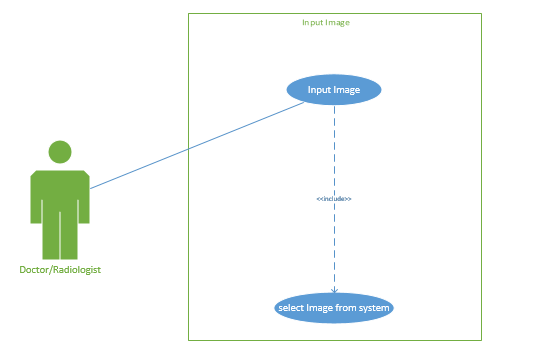 Input Image
Input Image
<<include>>
Doctor/Radiologist
select Image from system